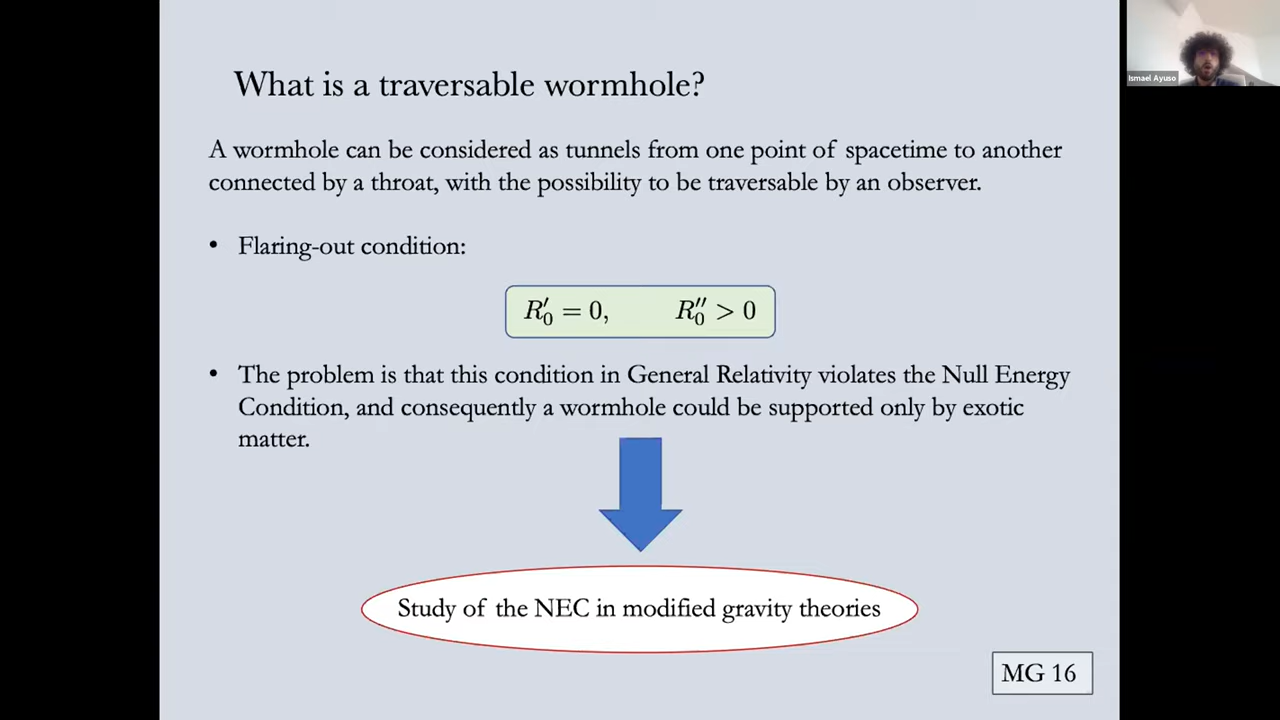 What is a traversable wormhole?
Ismael Ayuso
A wormhole can be considered as tunnels from one point of spacetime to another
connected by a throat, with the possibility to be traversable by an observer.
• Flaring-out condition:
R′₀ = 0, R″₀ > 0
• The problem is that this condition in General Relativity violates the Null Energy
Condition, and consequently a wormhole could be supported only by exotic
matter.
Study of the NEC in modified gravity theories
MG 16